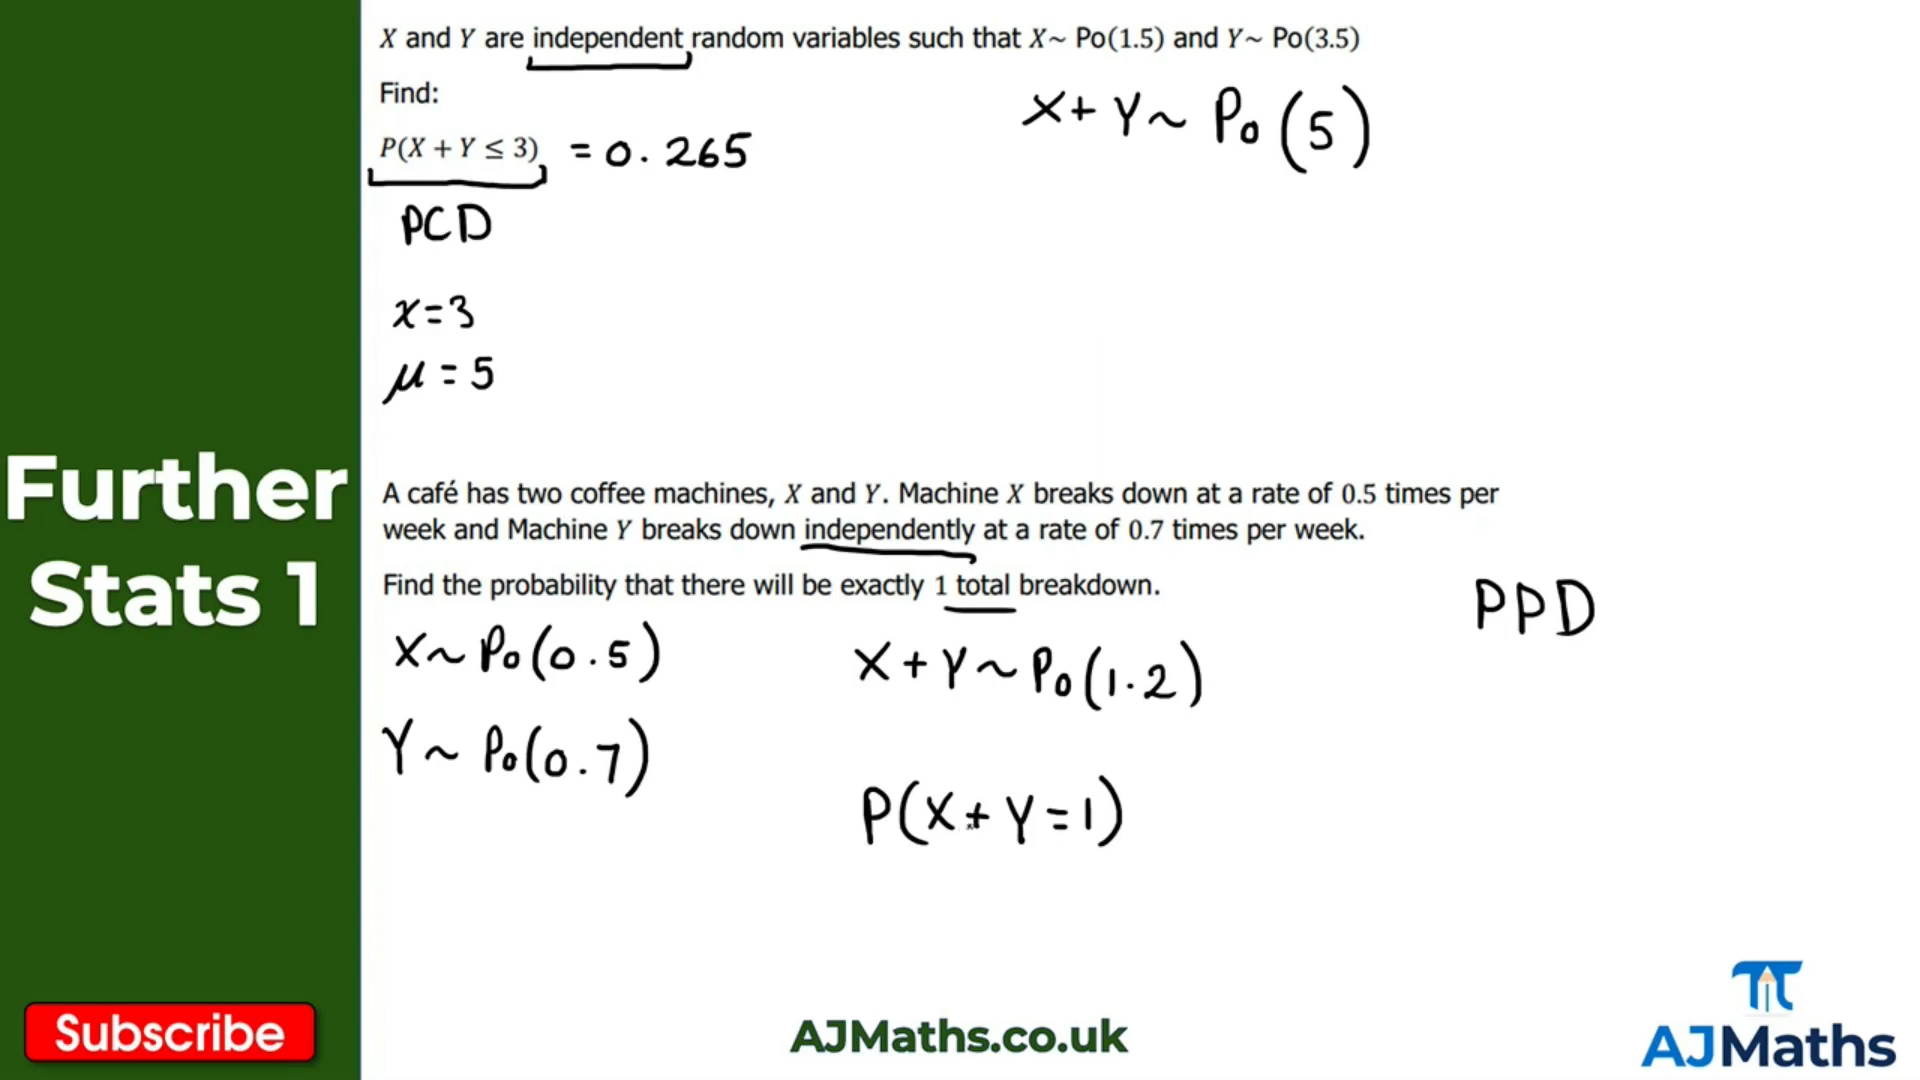 X and Y are independent random variables such that X~ Po(1.5) and Y~ Po(3.5)
Find:
X + Y ~ Po (5)
P(X + Y ≤ 3) = 0.265
PCD
x = 3
μ = 5
Further
Stats 1
A café has two coffee machines, X and Y. Machine X breaks down at a rate of 0.5 times per
week and Machine Y breaks down independently at a rate of 0.7 times per week.
Find the probability that there will be exactly 1 total breakdown.
PPD
X ~ Po (0.5)
X + Y ~ Po (1.2)
Y ~ Po (0.7)
P(X + Y = 1)
Subscribe
AJMaths.co.uk
AJMaths